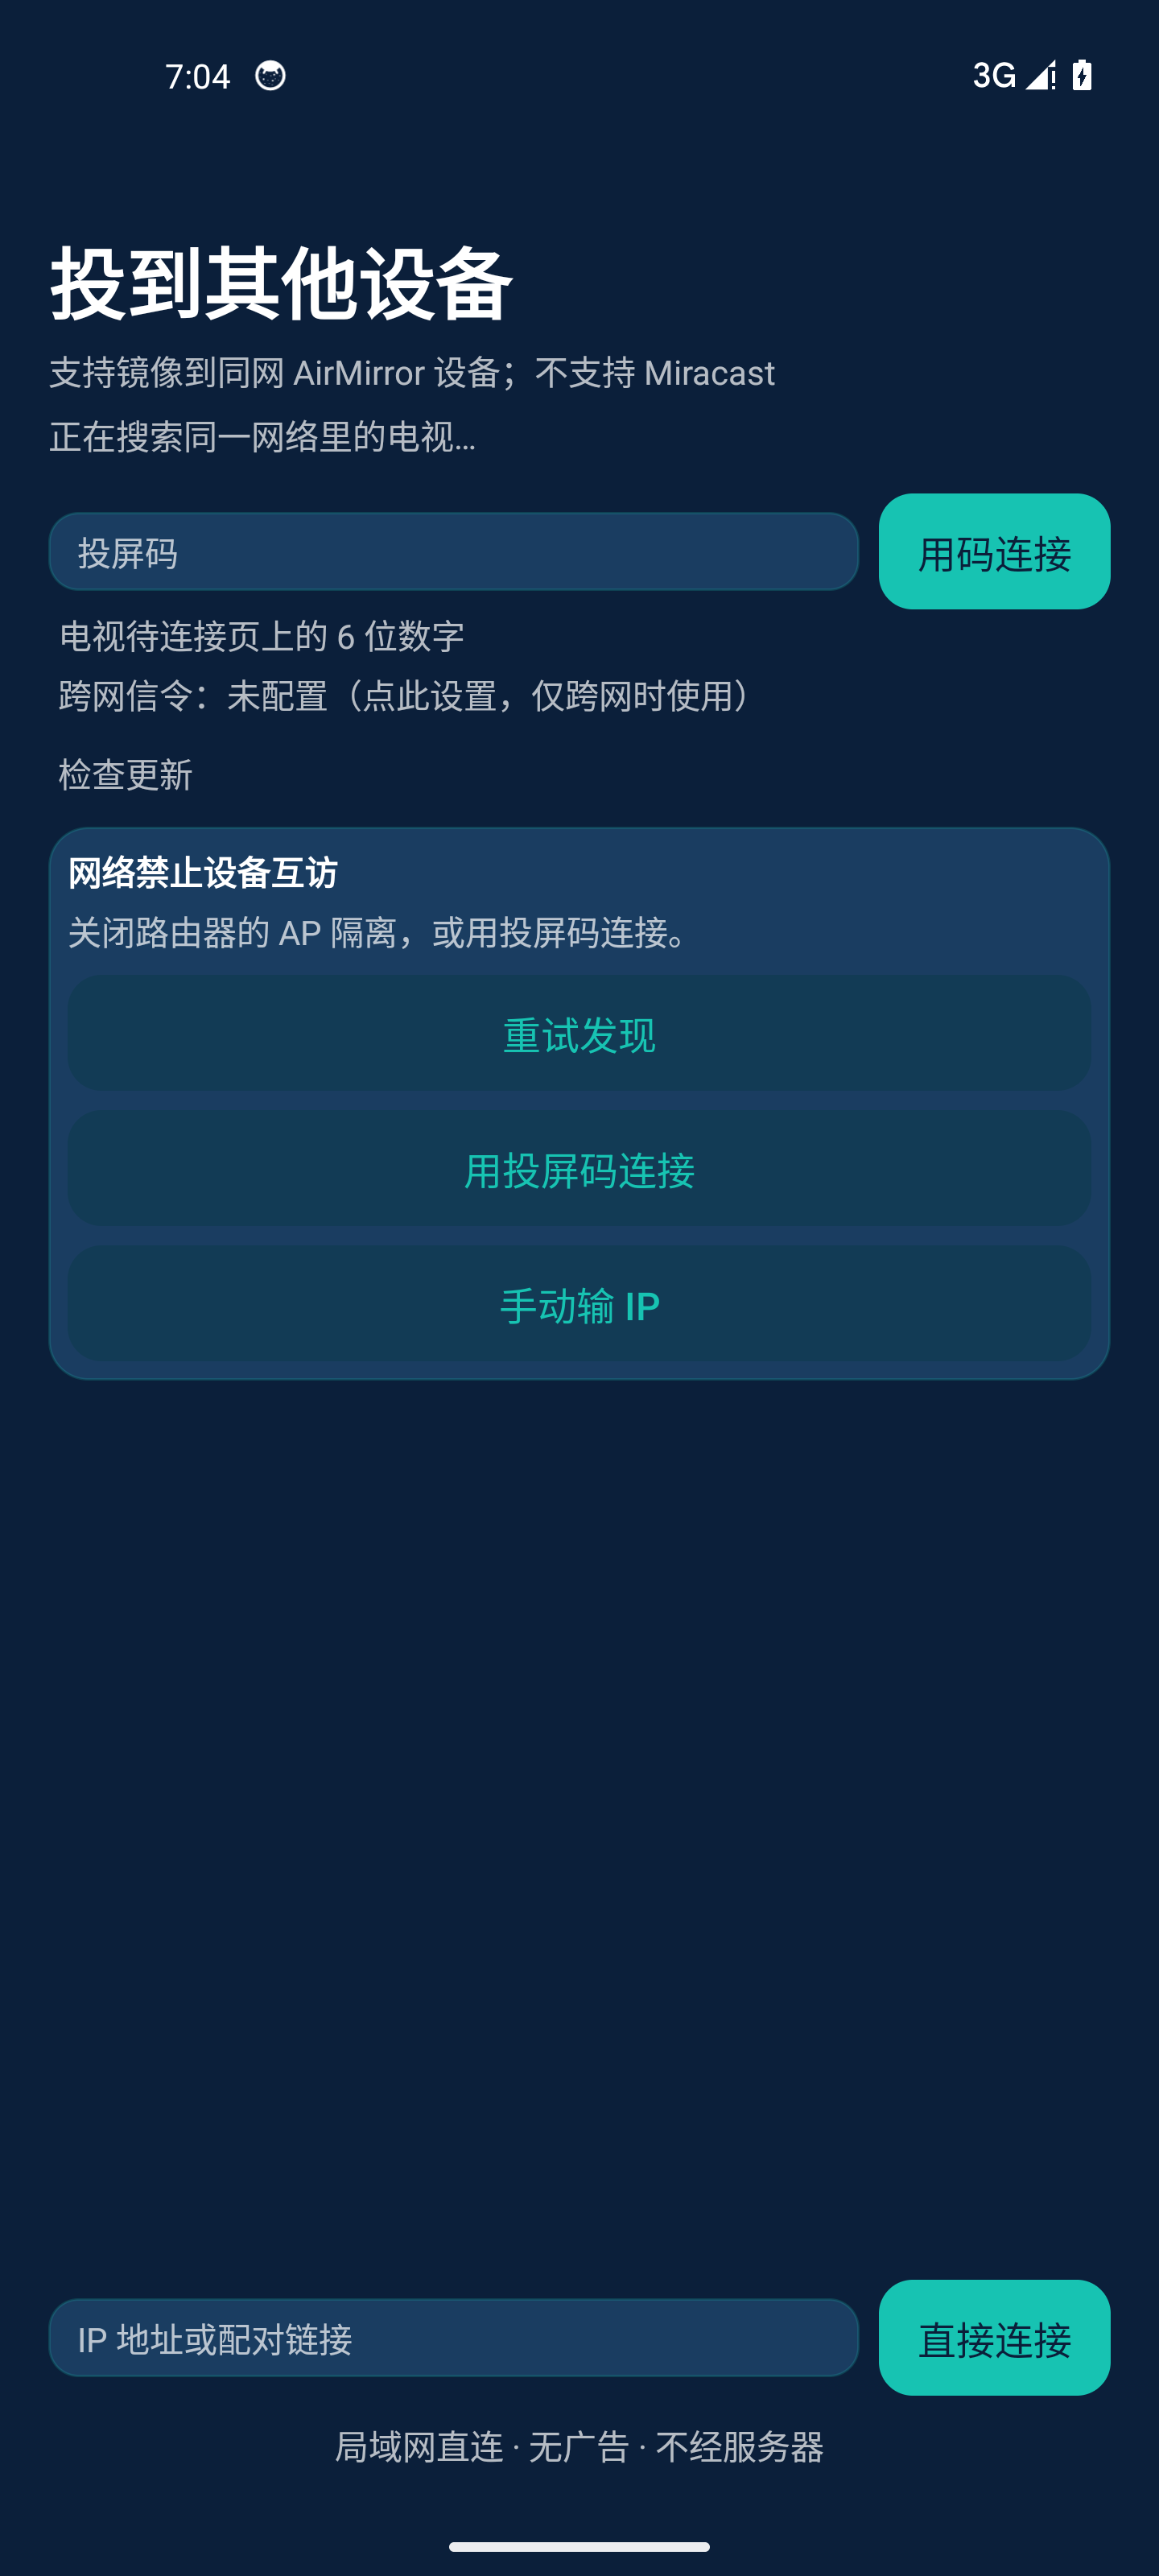 7:04
3G
投到其他设备
支持镜像到同网 AirMirror 设备；不支持 Miracast
正在搜索同一网络里的电视…
投屏码
用码连接
电视待连接页上的 6 位数字
跨网信令：未配置（点此设置，仅跨网时使用）
检查更新
网络禁止设备互访
关闭路由器的 AP 隔离，或用投屏码连接。
重试发现
用投屏码连接
手动输 IP
IP 地址或配对链接
直接连接
局域网直连 · 无广告 · 不经服务器